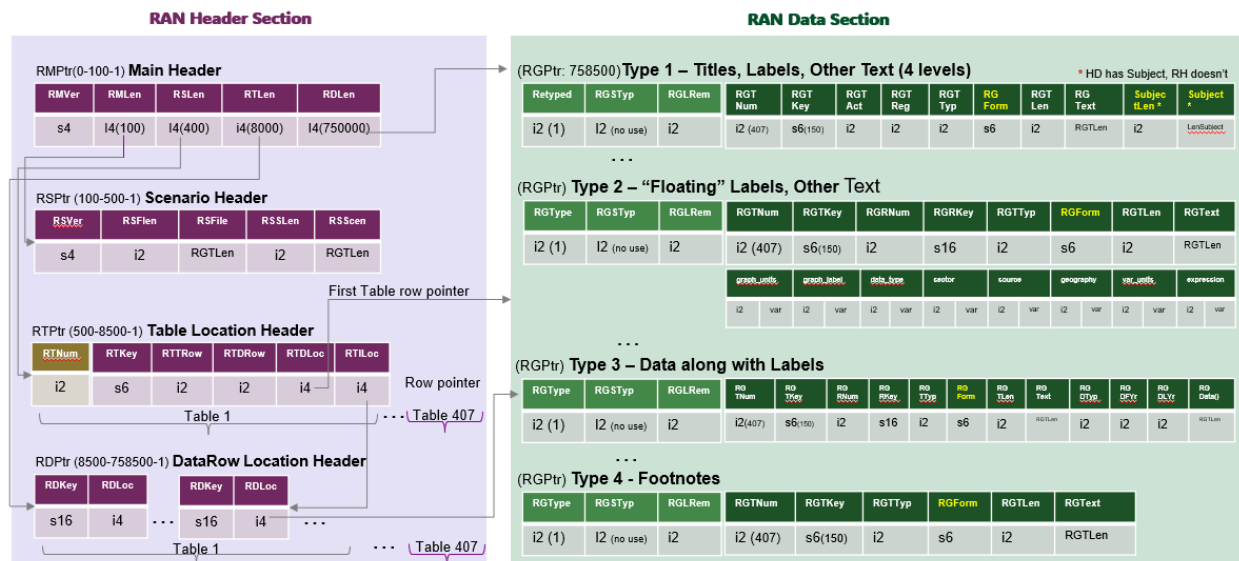 RAN Header Section
RAN Data Section
RMPtr(0-100-1) Main Header
RMVer RMLen RSLen RTLen RDLen
s4 I4(100) I4(400) i4(8000) I4(750000)
RSPtr (100-500-1) Scenario Header
RSVer RSFlen RSFile RSSLen RSScen
s4 i2 RGTLen i2 RGTLen
First Table row pointer
RTPtr (500-8500-1) Table Location Header
RTNum RTKey RTTRow RTDRow RTDLoc RTILoc
i2 s6 i2 i2 i4 i4
Row pointer
Table 1 ... Table 407
RDPtr (8500-758500-1) DataRow Location Header
RDKey RDLoc RDKey RDLoc
s16 i4 ... s16 i4 ...
Table 1 ... Table 407
(RGPtr: 758500) Type 1 – Titles, Labels, Other Text (4 levels)
* HD has Subject, RH doesn't
Retyped RGSTyp RGLRem RGT Num RGT Key RGT Act RGT Reg RGT Typ RG Form RGT Len RG Text Subjec tLen * Subject *
i2 (1) I2 (no use) i2 i2 (407) s6(150) i2 i2 i2 s6 i2 RGTLen i2 LenSubject
...
(RGPtr) Type 2 – “Floating” Labels, Other Text
RGType RGSTyp RGLRem RGTNum RGTKey RGRNum RGRKey RGTTyp RGForm RGTLen RGText
i2 (1) I2 (no use) i2 i2 (407) s6(150) i2 s16 i2 s6 i2 RGTLen
graph_units graph_label data_type sector source geography var_units expression
i2 var i2 var i2 var i2 var i2 var i2 var i2 var i2 var
...
(RGPtr) Type 3 – Data along with Labels
RGType RGSTyp RGLRem RG TNum RG TKey RG RNum RG RKey RG TTyp RG Form RG TLen RG Text RG DTyp RG DFYr RG DLYr RG Data()
i2 (1) I2 (no use) i2 i2(407) s6(150) i2 s16 i2 s6 i2 RGTLen i2 i2 i2 RGTLen
...
(RGPtr) Type 4 - Footnotes
RGType RGSTyp RGLRem RGTNum RGTKey RGTTyp RGForm RGTLen RGText
i2 (1) I2 (no use) i2 i2 (407) s6(150) i2 s6 i2 RGTLen